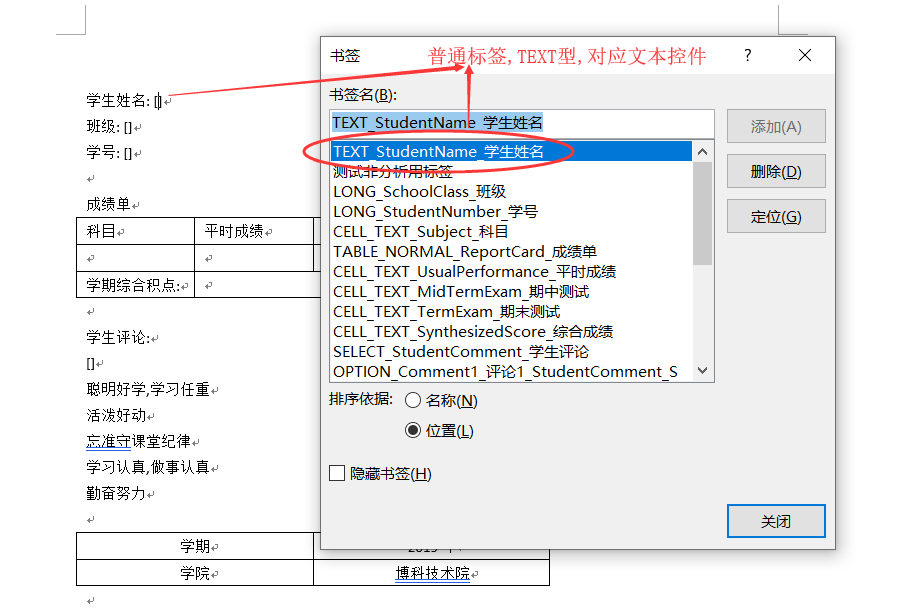 书签
普通标签,TEXT型,对应文本控件
?
书签名(B):
TEXT_StudentName_学生姓名
添加(A)
TEXT_StudentName_学生姓名
测试非分析用标签
LONG_SchoolClass_班级
LONG_StudentNumber_学号
CELL_TEXT_Subject_科目
TABLE_NORMAL_ReportCard_成绩单
CELL_TEXT_UsualPerformance_平时成绩
CELL_TEXT_MidTermExam_期中测试
CELL_TEXT_TermExam_期末测试
CELL_TEXT_SynthesizedScore_综合成绩
SELECT_StudentComment_学生评论
OPTION_Comment1_评论1_StudentComment_S
删除(D)
定位(G)
排序依据:
名称(N)
位置(L)
隐藏书签(H)
关闭
学生姓名: []
班级: []
学号: []
成绩单
科目 平时成绩
学期综合积点:
学生评论:
[]
聪明好学,学习任重
活泼好动
忘准守课堂纪律
学习认真,做事认真
勤奋努力
学期
学院 博科技术院